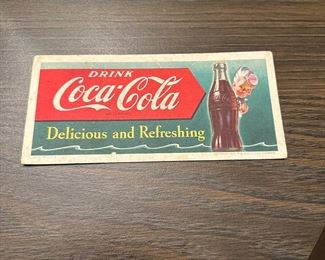 DRINK
Coca-Cola
Delicious and Refreshing